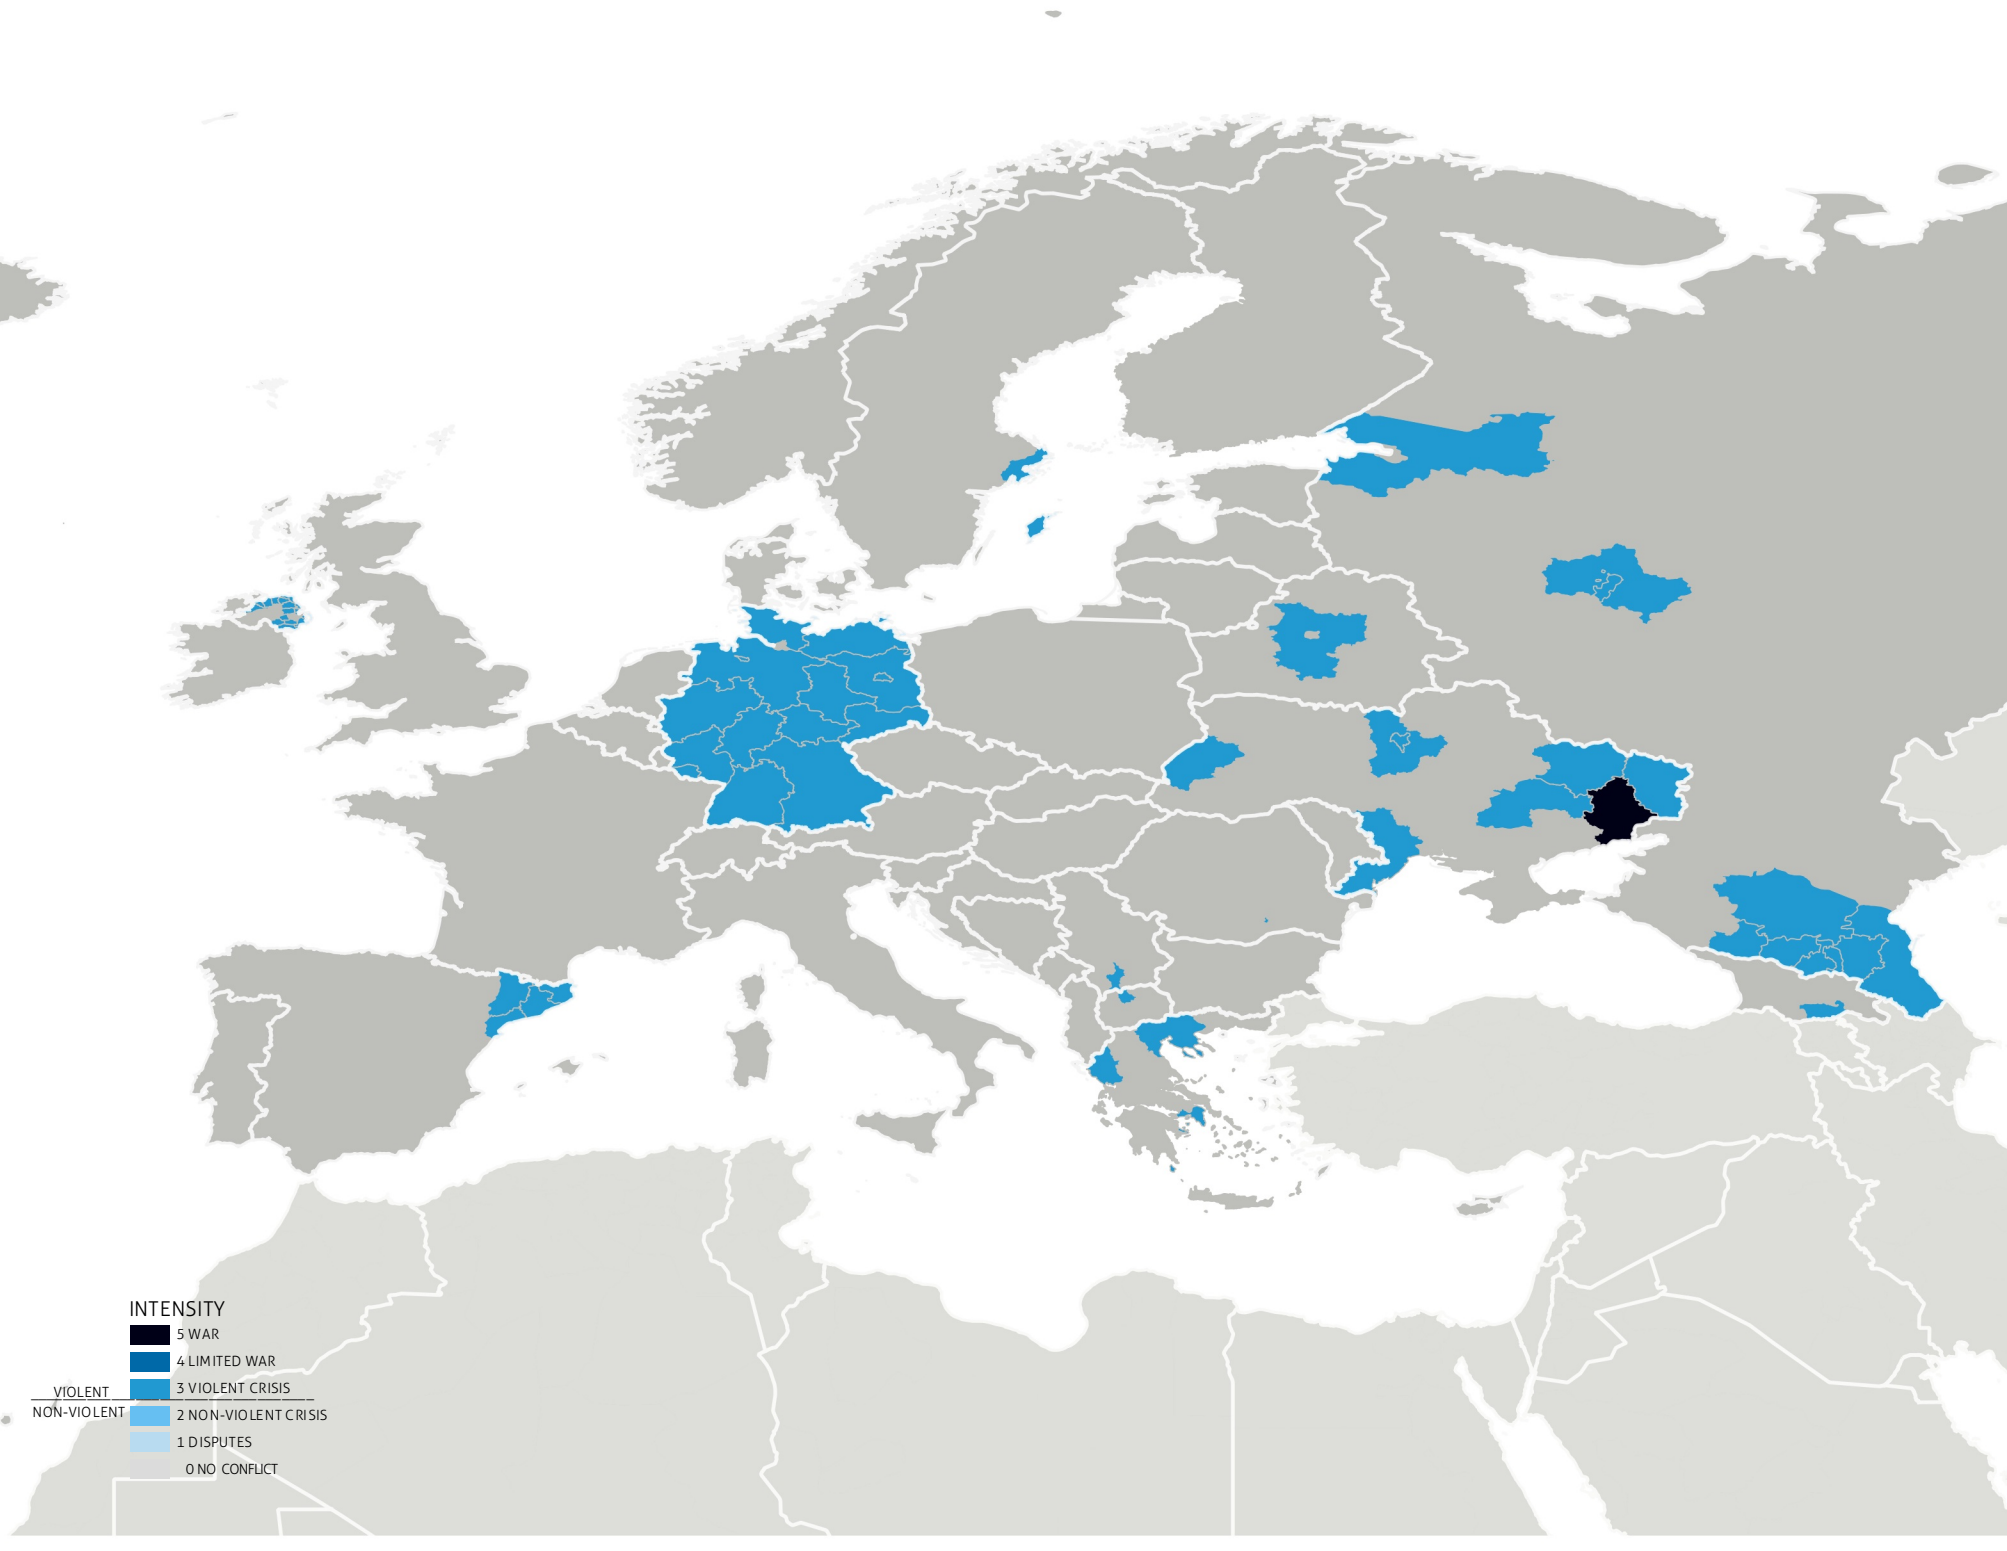 INTENSITY
5 WAR
4 LIMITED WAR
VIOLENT
3 VIOLENT CRISIS
NON-VIOLENT
2 NON-VIOLENT CRISIS
1 DISPUTES
0 NO CONFLICT